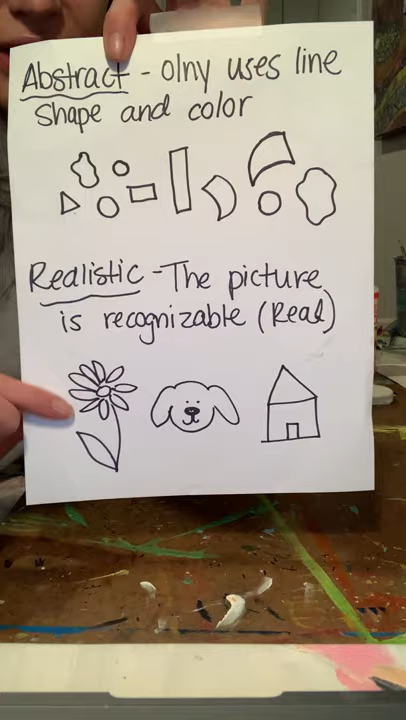 Abstract - Olny uses line
Shape and color
Realistic - The picture
is recognizable (Real)